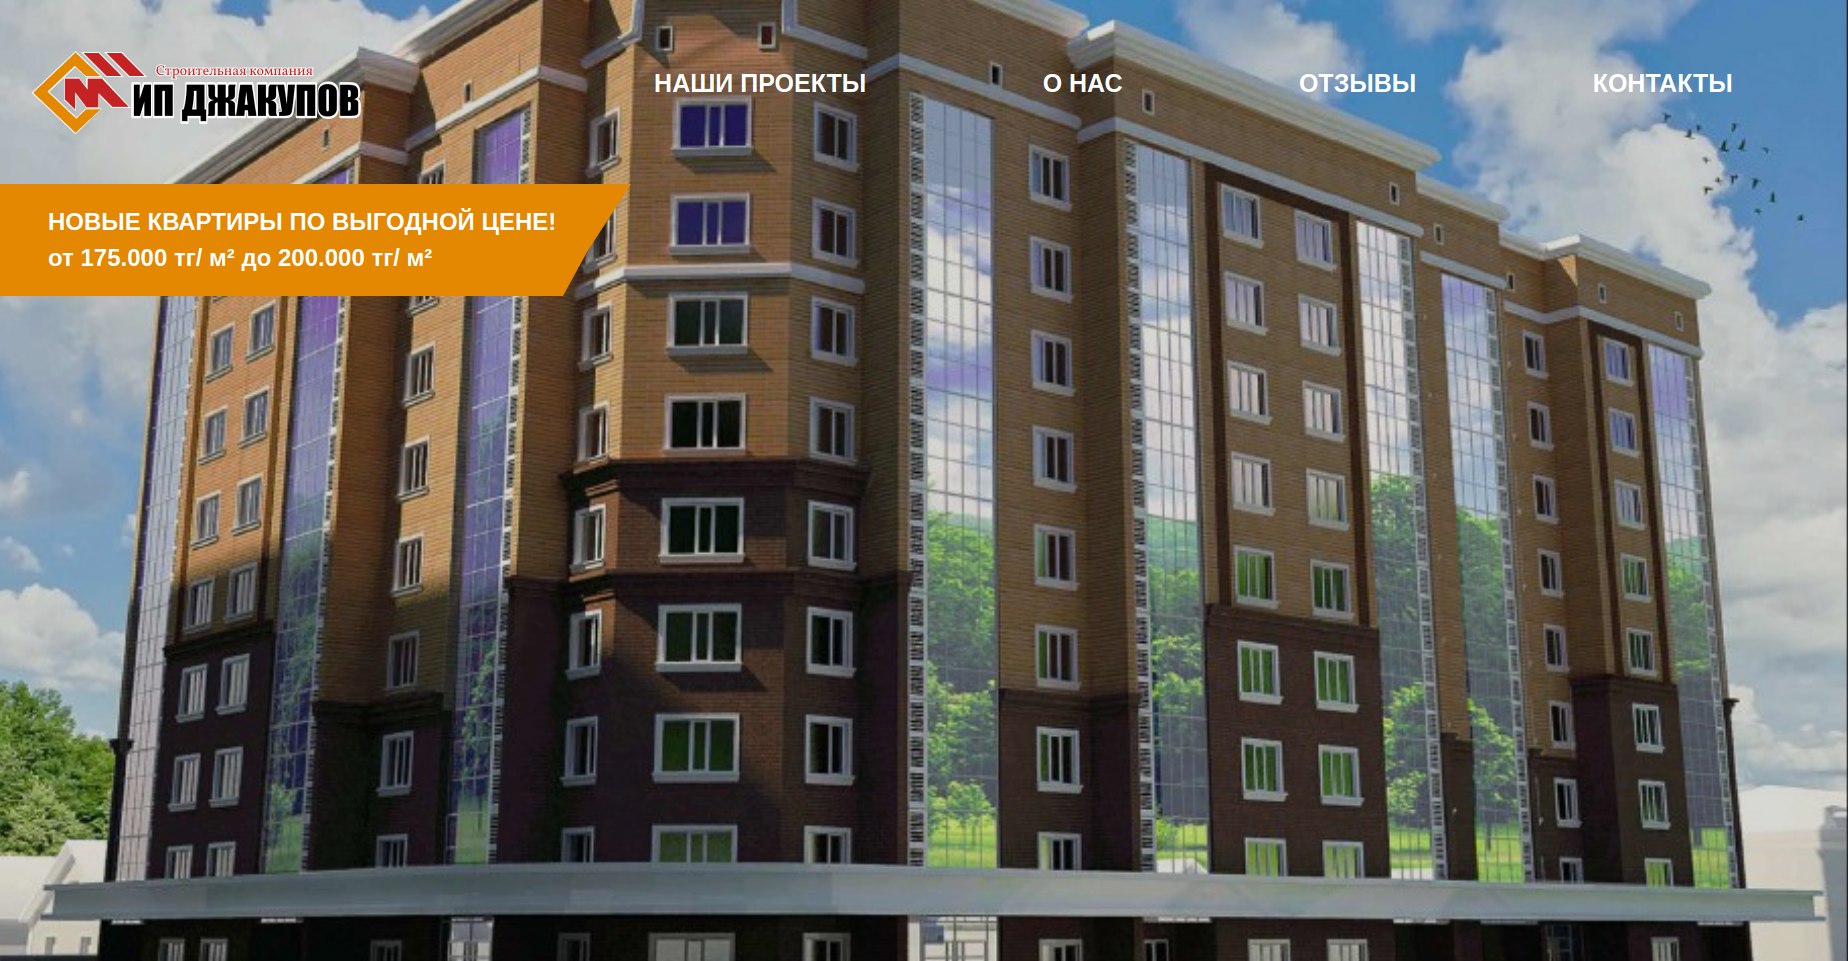 Строительная компания
ИП ДЖАКУПОВ
НАШИ ПРОЕКТЫ
О НАС
ОТЗЫВЫ
КОНТАКТЫ
НОВЫЕ КВАРТИРЫ ПО ВЫГОДНОЙ ЦЕНЕ!
от 175.000 тг/ м² до 200.000 тг/ м²